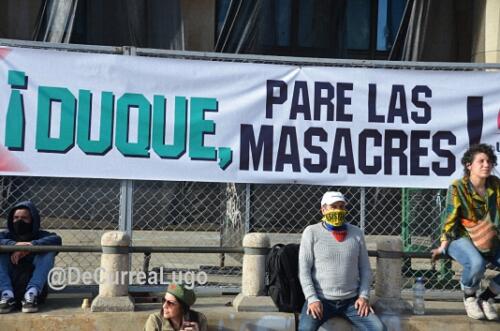 ¡DUQUE, PARE LAS
MASACRES!
@DeCurreaLugo